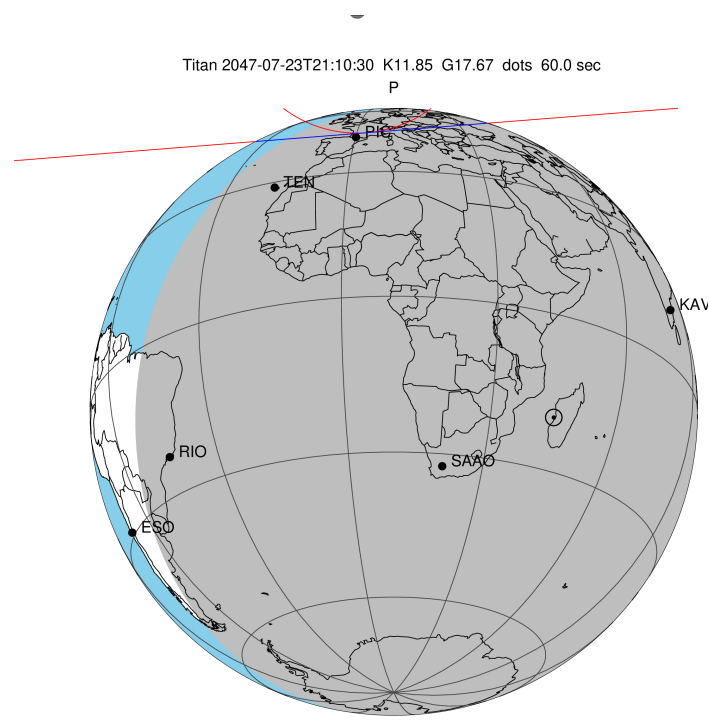 Titan 2047-07-23T21:10:30 K11.85 G17.67 dots 60.0 sec
P
PIC
TEN
KAV
RIO
SAAO
ESO